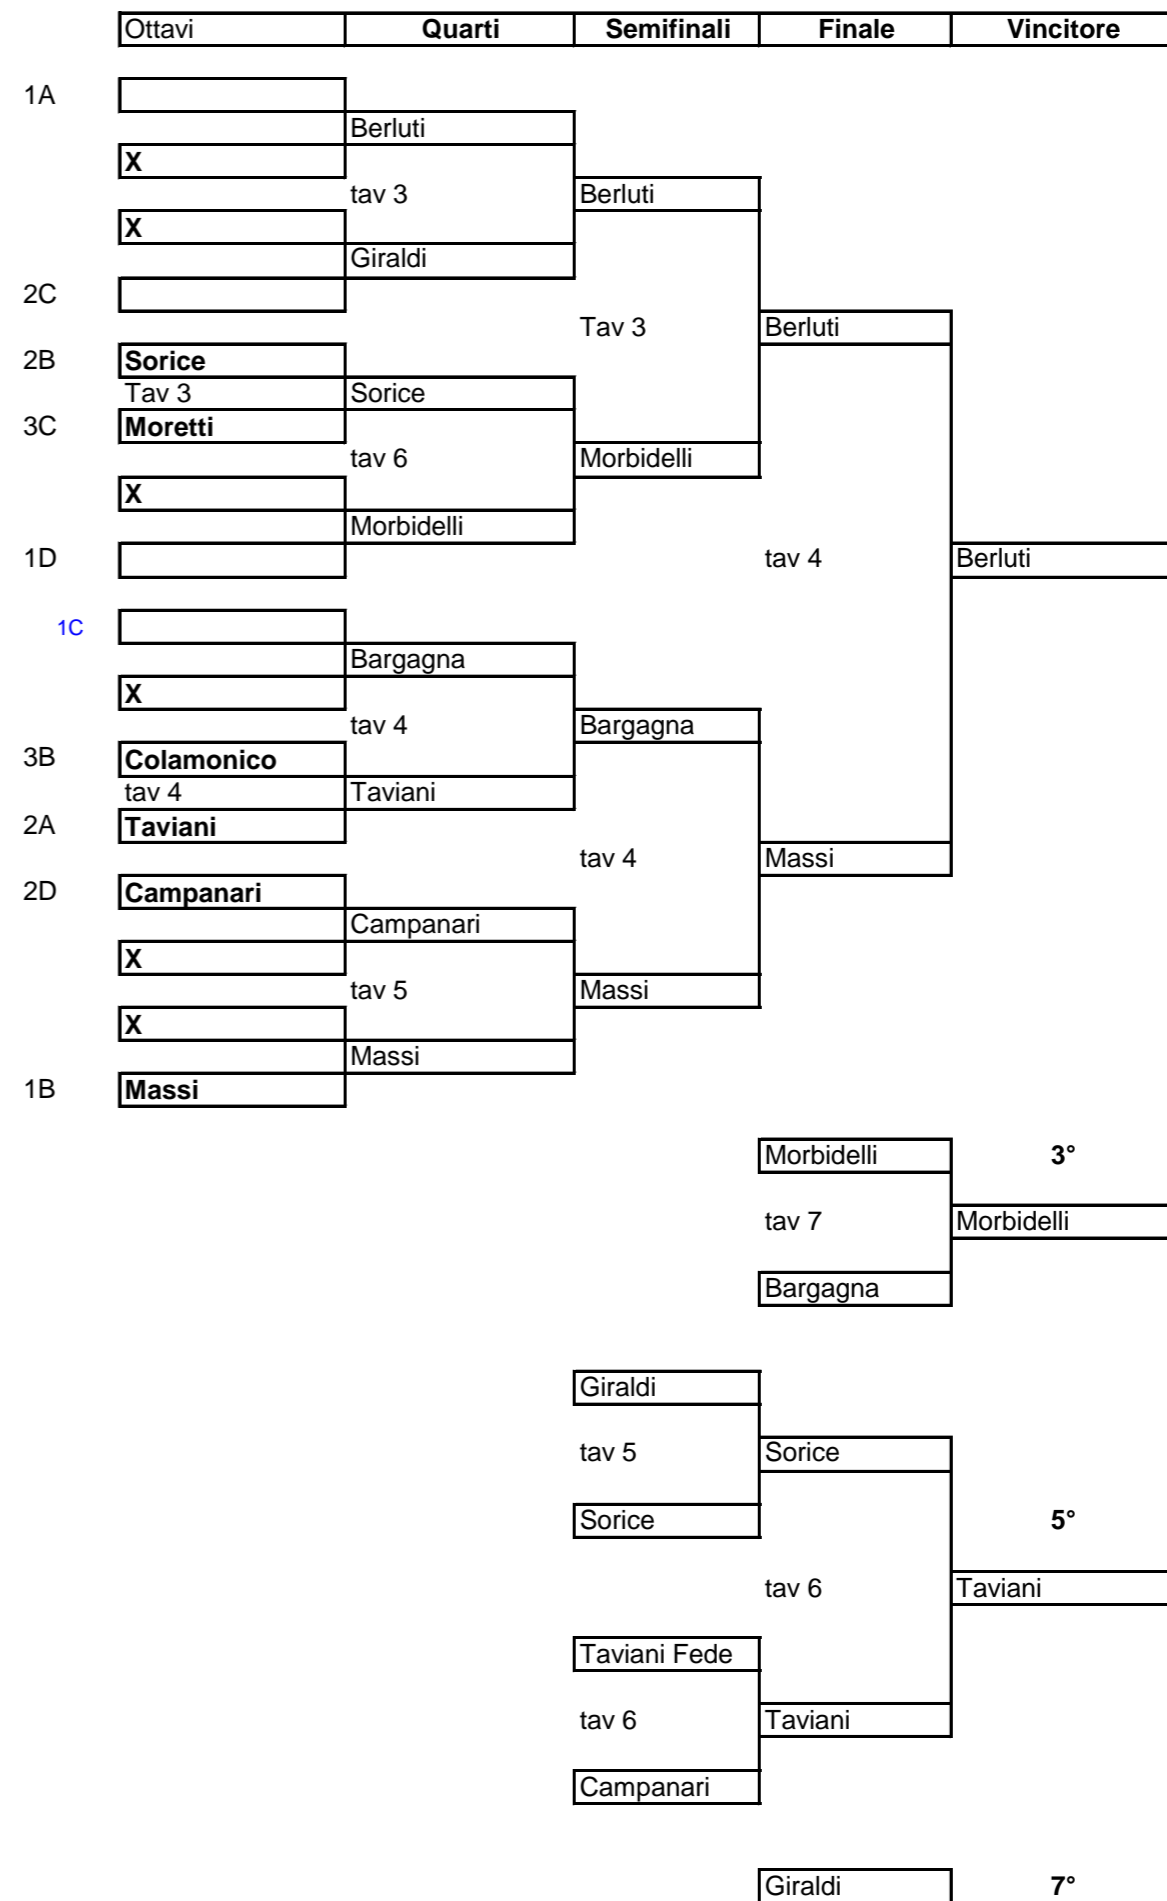 Ottavi Quarti Semifinali Finale Vincitore
1A
Berluti
X
tav 3 Berluti
X
Giraldi
2C
Tav 3 Berluti
2B Sorice
Tav 3 Sorice
3C Moretti
tav 6 Morbidelli
X
Morbidelli
1D tav 4 Berluti
1C
Bargagna
X
tav 4 Bargagna
3B Colamonico
tav 4 Taviani
2A Taviani
tav 4 Massi
2D Campanari
Campanari
X
tav 5 Massi
X
Massi
1B Massi
Morbidelli 3°
tav 7 Morbidelli
Bargagna
Giraldi
tav 5 Sorice
Sorice 5°
tav 6 Taviani
Taviani Fede
tav 6 Taviani
Campanari
Giraldi 7°